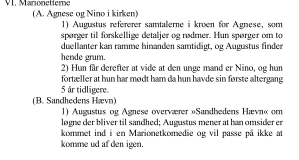 VI. Marionetterne
(A. Agnese og Nino i kirken)
1) Augustus refererer samtalerne i kroen for Agnese, som
spørger til forskellige detaljer og rødmer. Hun spørger om to
duellanter kan ramme hinanden samtidigt, og Augustus finder
hende grum.
2) Hun får derefter at vide at den unge mand er Nino, og hun
fortæller at hun har mødt ham da hun havde sin første altergang
5 år tidligere.
(B. Sandhedens Hævn)
1) Augustus og Agnese overværer »Sandhedens Hævn« om
løgne der bliver til sandhed; Augustus mener at han omsider er
kommet ind i en Marionetkomedie og vil passe på ikke at
komme ud af den igen.